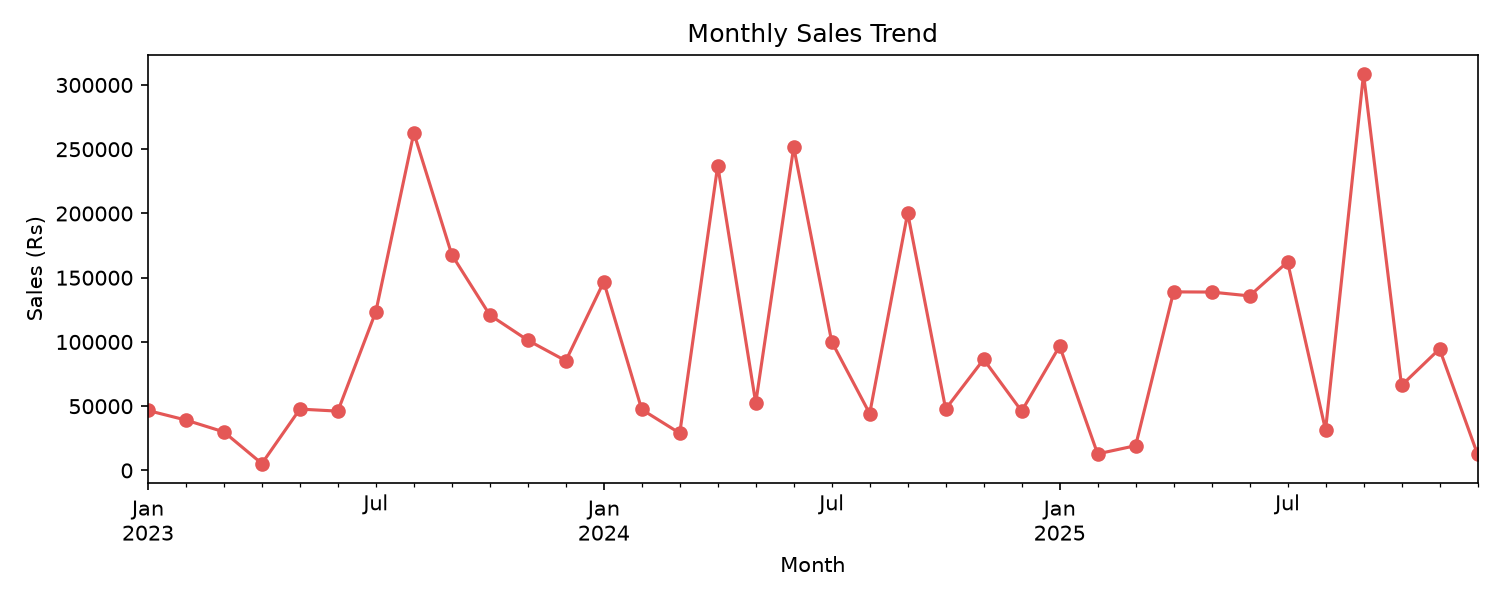 Monthly Sales Trend
300000
250000
200000
150000
100000
50000
0
Sales (Rs)
Jan Jul Jan Jul Jan Jul
2023 2024 2025
Month